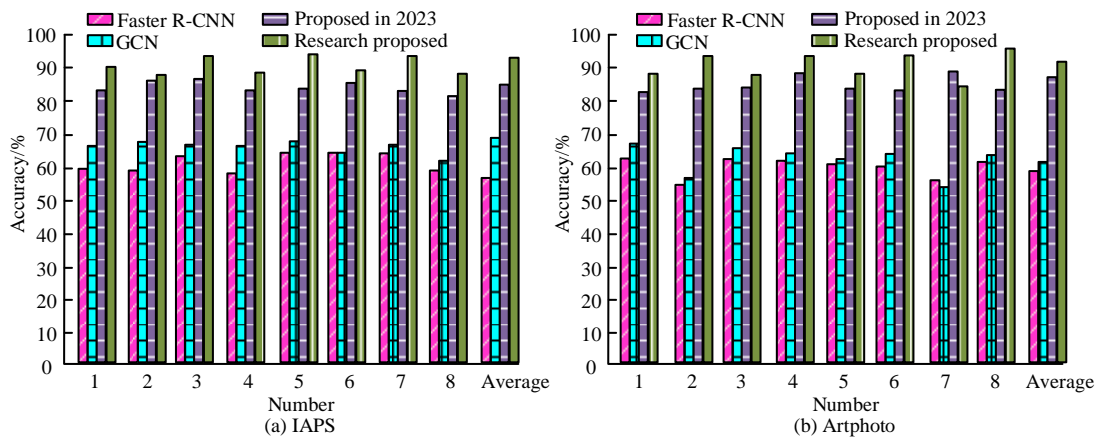 Faster R-CNN
GCN
Proposed in 2023
Research proposed
Accuracy/%
100
90
80
70
60
50
40
30
20
10
0
1 2 3 4 5 6 7 8 Average
Number
(a) IAPS
Faster R-CNN
GCN
Proposed in 2023
Research proposed
Accuracy/%
100
90
80
70
60
50
40
30
20
10
0
1 2 3 4 5 6 7 8 Average
Number
(b) Artphoto